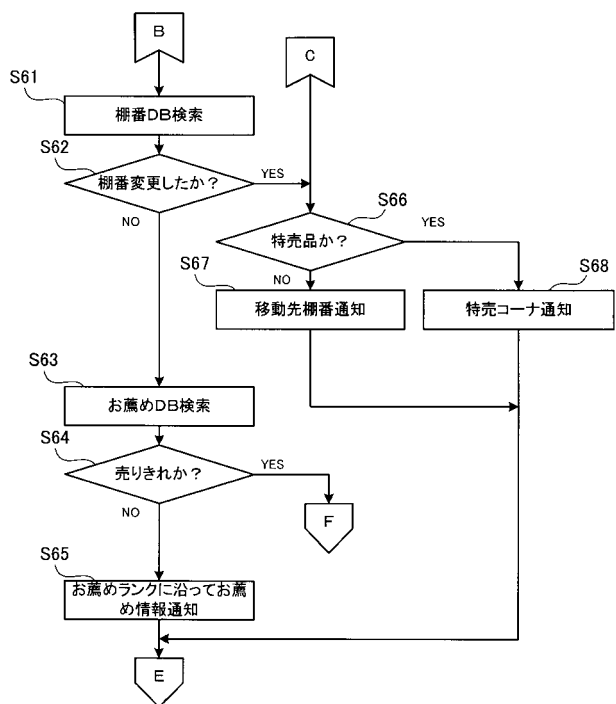 B
C
S61
棚番DB検索
S62
棚番変更したか？
YES
NO
S66
特売品か？
YES
NO
S67
移動先棚番通知
S68
特売コーナ通知
S63
お薦めDB検索
S64
売りきれか？
YES
NO
F
S65
お薦めランクに沿ってお薦
め情報通知
E